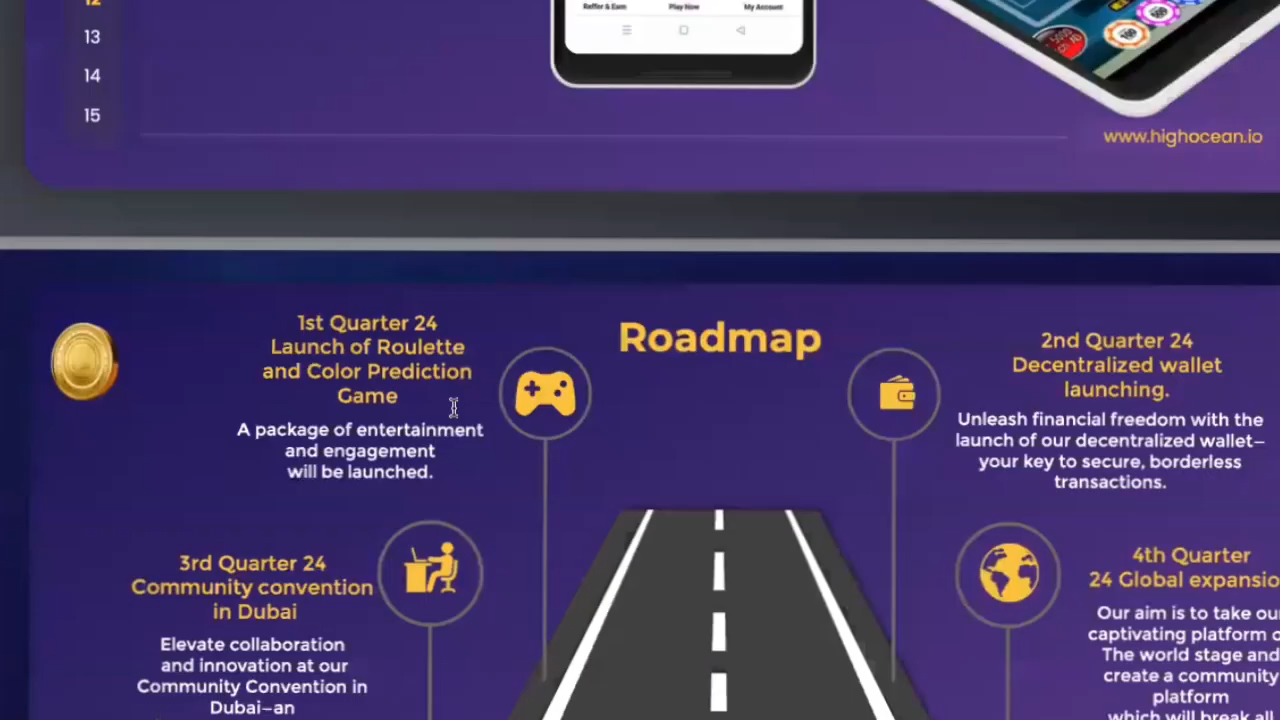 12
13
14
15
Reffer & Earn
Play Now
My Account
www.highocean.io
Roadmap
1st Quarter 24
Launch of Roulette
and Color Prediction
Game
A package of entertainment
and engagement
will be launched.
2nd Quarter 24
Decentralized wallet
launching.
Unleash financial freedom with the
launch of our decentralized wallet–
your key to secure, borderless
transactions.
3rd Quarter 24
Community convention
in Dubai
Elevate collaboration
and innovation at our
Community Convention in
Dubai–an
4th Quarter
24 Global expansio
Our aim is to take ou
captivating platform o
The world stage and
create a community
platform
which will break all